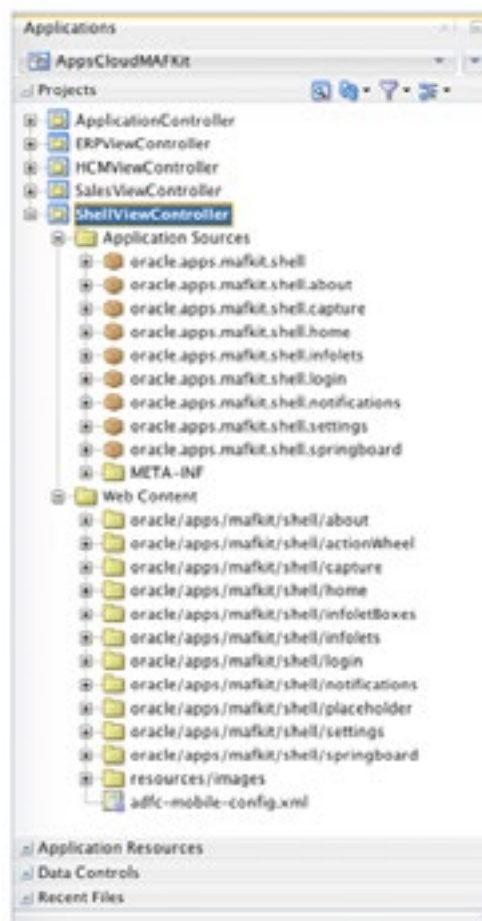 Applications
AppsCloudMAFKit
Projects
ApplicationController
ERPViewController
HCMViewController
SalesViewController
ShellViewController
Application Sources
oracle.apps.mafkit.shell
oracle.apps.mafkit.shell.about
oracle.apps.mafkit.shell.capture
oracle.apps.mafkit.shell.home
oracle.apps.mafkit.shell.infolets
oracle.apps.mafkit.shell.login
oracle.apps.mafkit.shell.notifications
oracle.apps.mafkit.shell.settings
oracle.apps.mafkit.shell.springboard
META-INF
Web Content
oracle/apps/mafkit/shell/about
oracle/apps/mafkit/shell/actionWheel
oracle/apps/mafkit/shell/capture
oracle/apps/mafkit/shell/home
oracle/apps/mafkit/shell/infoletBoxes
oracle/apps/mafkit/shell/infolets
oracle/apps/mafkit/shell/login
oracle/apps/mafkit/shell/notifications
oracle/apps/mafkit/shell/placeholder
oracle/apps/mafkit/shell/settings
oracle/apps/mafkit/shell/springboard
resources/images
adfc-mobile-config.xml
Application Resources
Data Controls
Recent Files